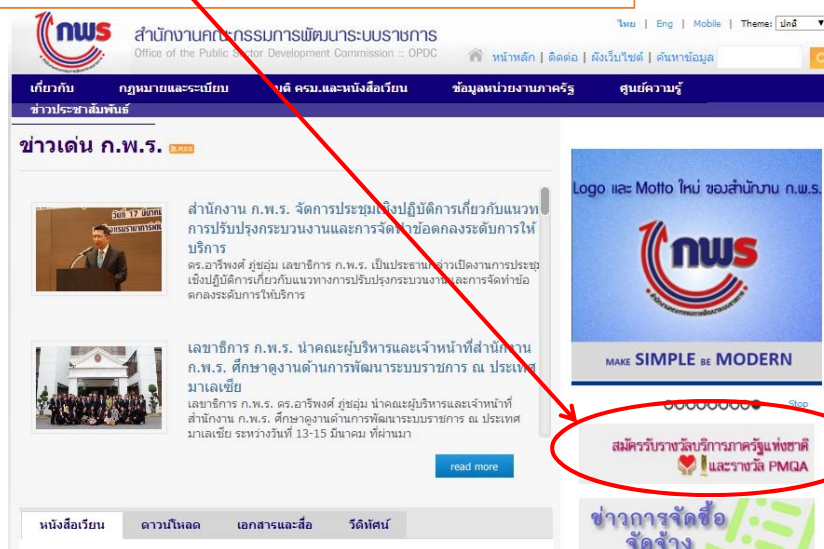 กพร
สำนักงานคณะกรรมการพัฒนาระบบราชการ
Office of the Public Sector Development Commission :: OPDC
ไทย | Eng | Mobile | Theme: ปกติ
หน้าหลัก | ติดต่อ | ผังเว็บไซต์ | ค้นหาข้อมูล
เกี่ยวกับ กฎหมายและระเบียบ มติ ครม.และหนังสือเวียน ข้อมูลหน่วยงานภาครัฐ ศูนย์ความรู้
ข่าวประชาสัมพันธ์
ข่าวเด่น ก.พ.ร. RSS
สำนักงาน ก.พ.ร. จัดการประชุมเชิงปฏิบัติการเกี่ยวกับแนวท
การปรับปรุงกระบวนงานและการจัดทำข้อตกลงระดับการให้
บริการ
ดร.อารีพงศ์ ภู่ชอุ่ม เลขาธิการ ก.พ.ร. เป็นประธานกล่าวเปิดงานการประชุม
เชิงปฏิบัติการเกี่ยวกับแนวทางการปรับปรุงกระบวนงานและการจัดทำข้อ
ตกลงระดับการให้บริการ
เลขาธิการ ก.พ.ร. นำคณะผู้บริหารและเจ้าหน้าที่สำนักงาน
ก.พ.ร. ศึกษาดูงานด้านการพัฒนาระบบราชการ ณ ประเทศ
มาเลเซีย
เลขาธิการ ก.พ.ร. ดร.อารีพงศ์ ภู่ชอุ่ม นำคณะผู้บริหารและเจ้าหน้าที่
สำนักงาน ก.พ.ร. ศึกษาดูงานด้านการพัฒนาระบบราชการ ณ ประเทศ
มาเลเซีย ระหว่างวันที่ 13-15 มีนาคม ที่ผ่านมา
read more
หนังสือเวียน ดาวน์โหลด เอกสารและสื่อ วีดิทัศน์
Logo และ Motto ใหม่ ของสำนักงาน ก.พ.ร.
กพร
MAKE SIMPLE BE MODERN
Stop
สมัครรับรางวัลบริการภาครัฐแห่งชาติ
และรางวัล PMQA
ข่าวการจัดซื้อ
จัดจ้าง